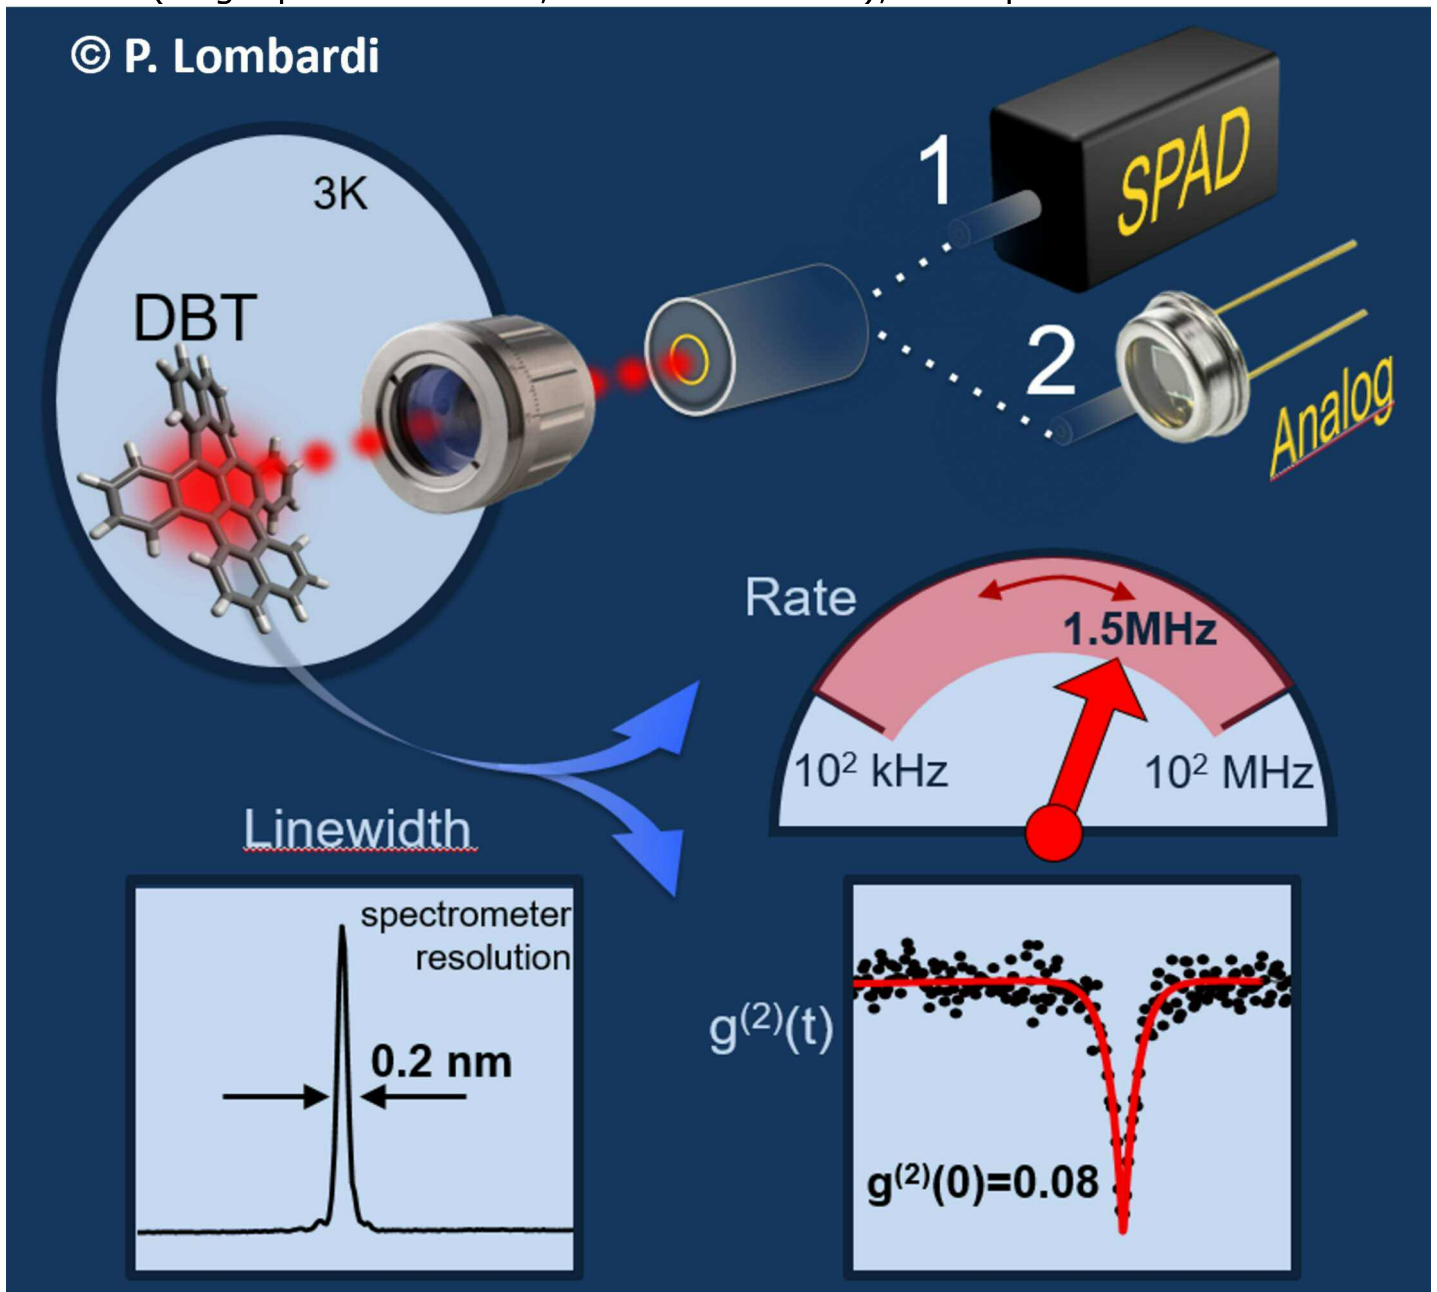 © P. Lombardi
3K
DBT
1
SPAD
2
Analog
Rate
1.5MHz
10² kHz
10² MHz
Linewidth
spectrometer
resolution
0.2 nm
g⁽²⁾(t)
g⁽²⁾(0)=0.08